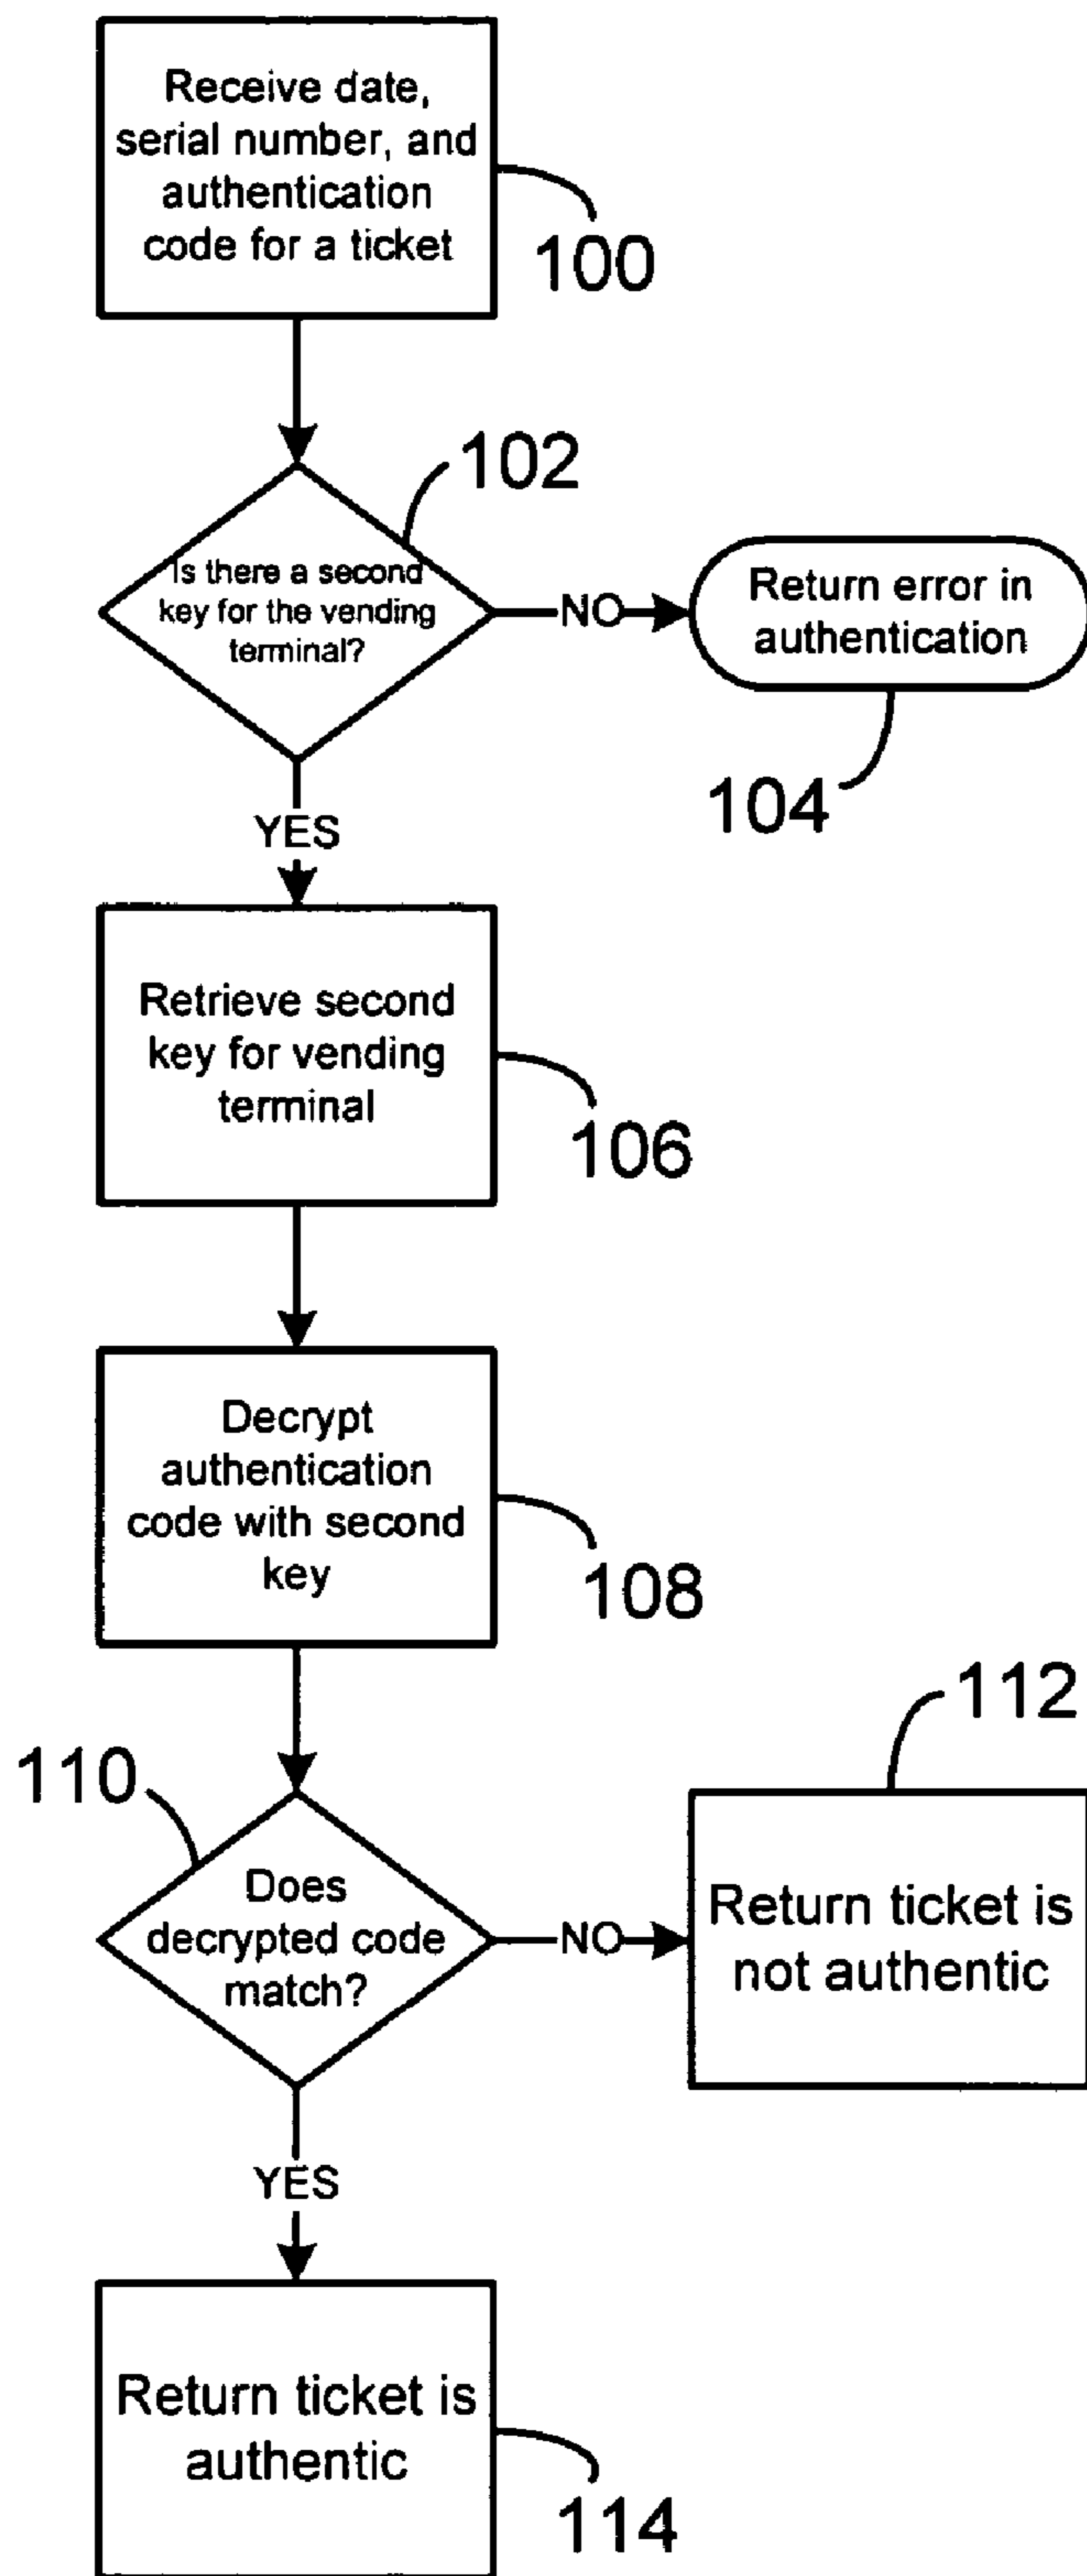 Receive date,
serial number, and
authentication
code for a ticket
100
102
Is there a second
key for the vending
terminal?
NO
Return error in
authentication
104
YES
Retrieve second
key for vending
terminal
106
Decrypt
authentication
code with second
key
108
110
Does
decrypted code
match?
NO
112
Return ticket is
not authentic
YES
Return ticket is
authentic
114